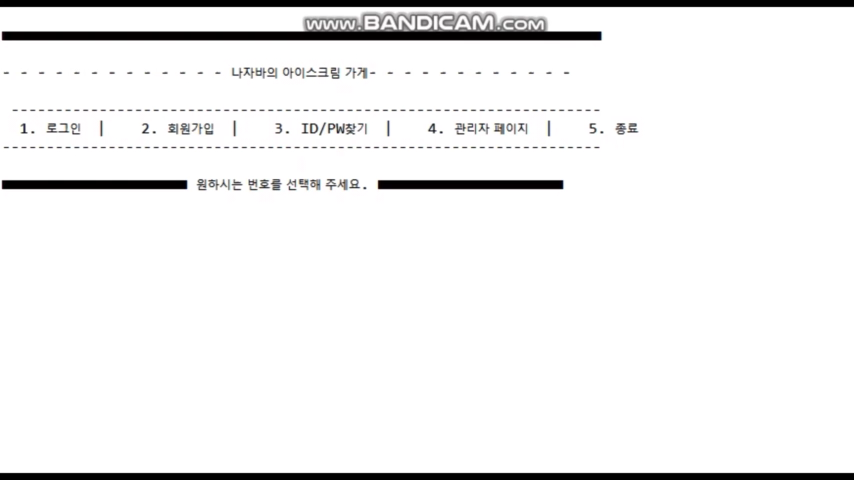 www.BANDICAM.com
- - - - - - - - - - - - - 나자바의 아이스크림 가게- - - - - - - - - - - -
1. 로그인 | 2. 회원가입 | 3. ID/PW찾기 | 4. 관리자 페이지 | 5. 종료
원하시는 번호를 선택해 주세요.